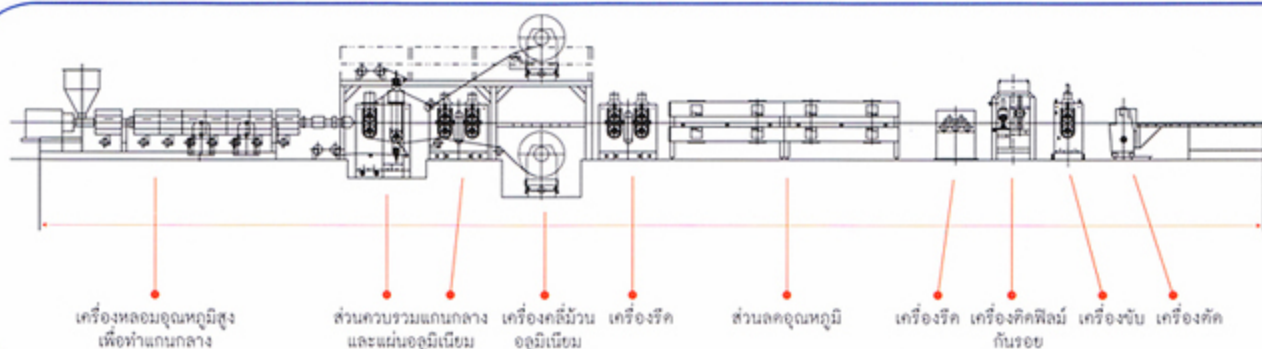 เครื่องหลอมอุณหภูมิสูง
เพื่อทำแกนกลาง
ส่วนควบรวมแกนกลาง
และแผ่นอลูมิเนียม
เครื่องคลี่ม้วน
อลูมิเนียม
เครื่องรีด
ส่วนลดอุณหภูมิ
เครื่องรีด
เครื่องติดฟิลม์
กันรอย
เครื่องขับ
เครื่องตัด